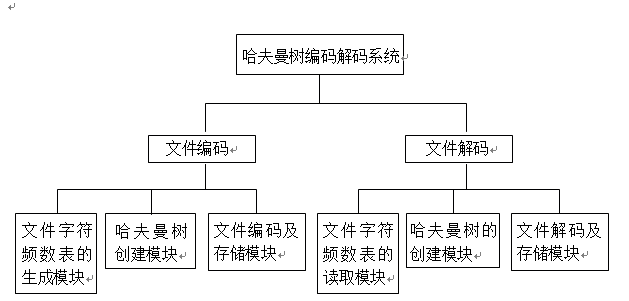 哈夫曼树编码解码系统
文件编码
文件解码
文件字符
频数表的
生成模块
哈夫曼树
创建模块
文件编码及
存储模块
文件字符
频数表的
读取模块
哈夫曼树的
创建模块
文件解码及
存储模块